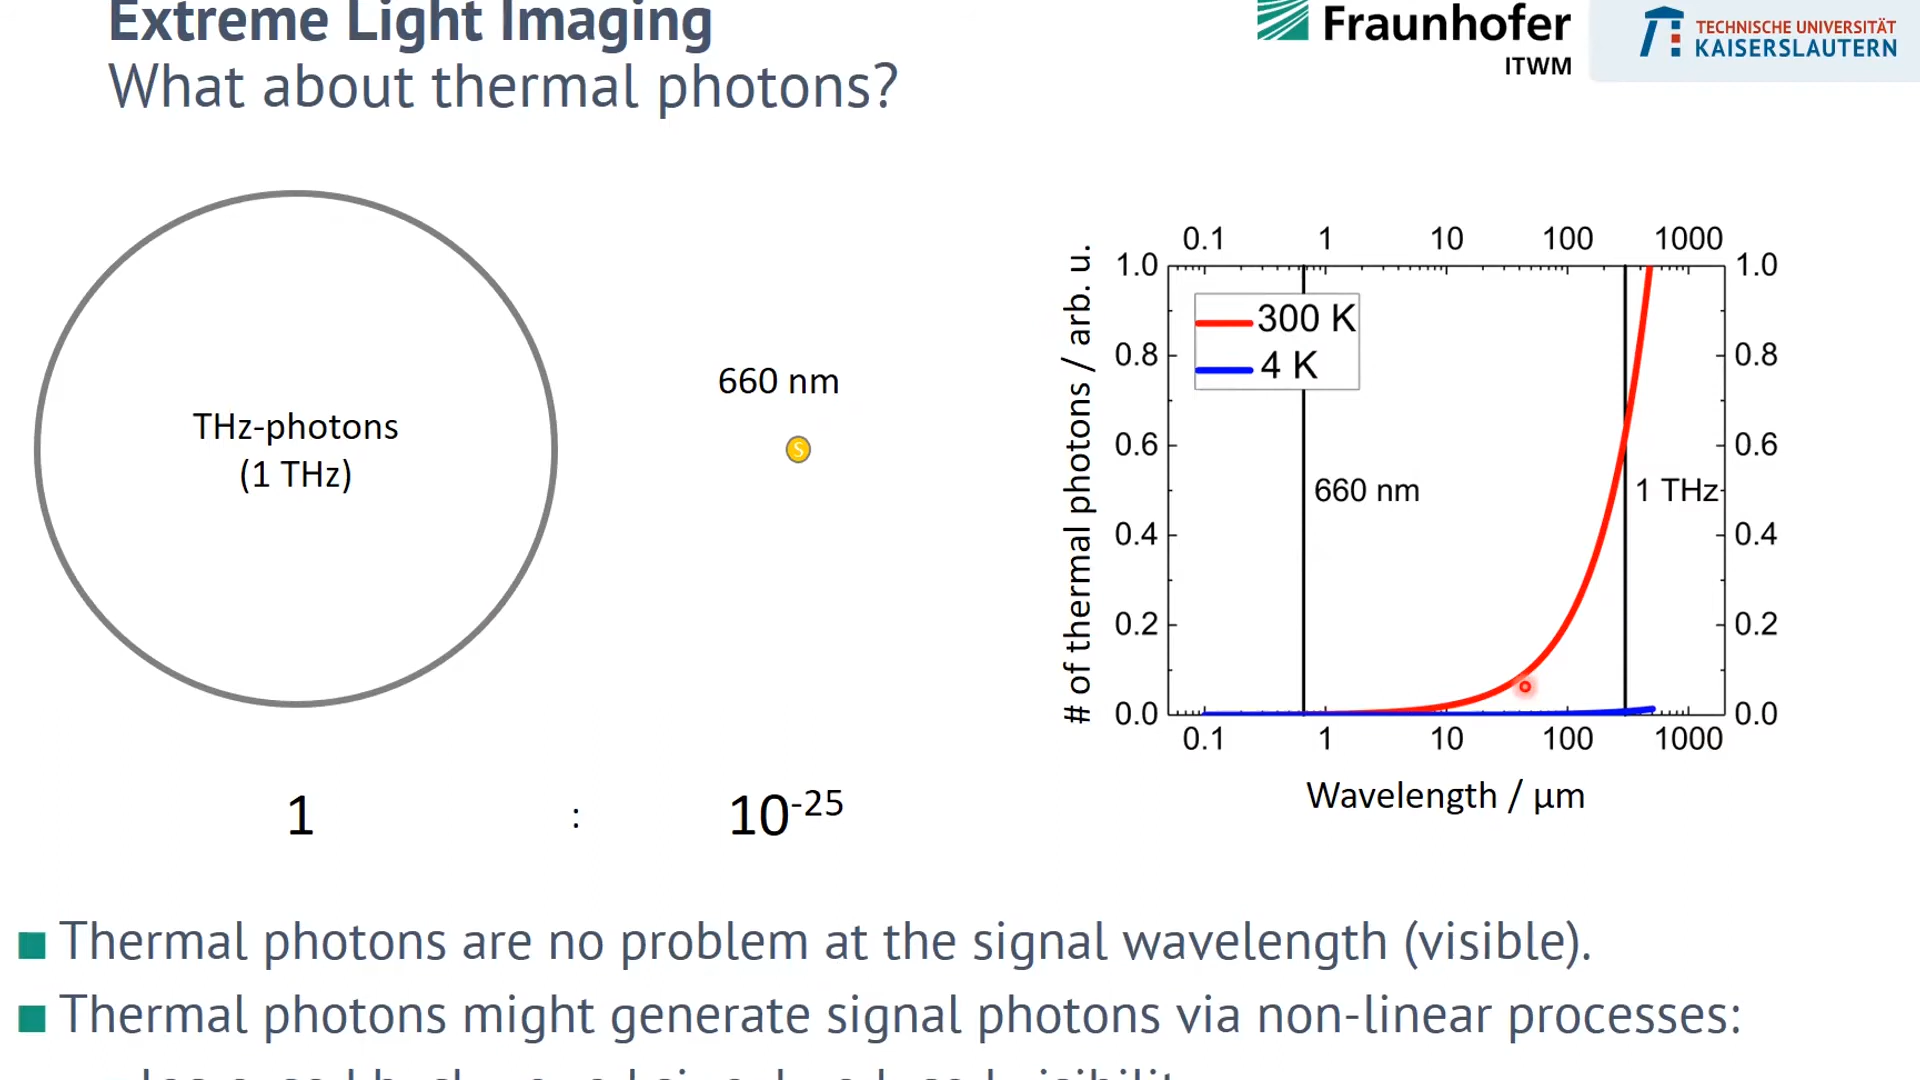 Extreme Light Imaging
What about thermal photons?
Fraunhofer
ITWM
TECHNISCHE UNIVERSITÄT
KAISERSLAUTERN
THz-photons
(1 THz)
660 nm
S
1 : 10⁻²⁵
0.1 1 10 100 1000
# of thermal photons / arb. u.
1.0 1.0
300 K
4 K
0.8 0.8
0.6 0.6
660 nm
1 THz
0.4 0.4
0.2 0.2
0.0 0.0
0.1 1 10 100 1000
Wavelength / µm
Thermal photons are no problem at the signal wavelength (visible).
Thermal photons might generate signal photons via non-linear processes: